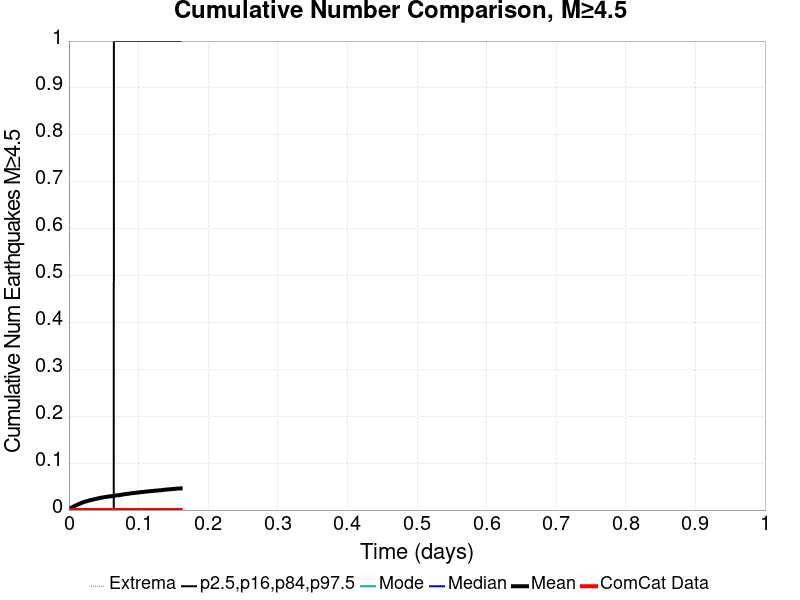 Cumulative Number Comparison, M≥4.5
Cumulative Num Earthquakes M≥4.5
1
0.9
0.8
0.7
0.6
0.5
0.4
0.3
0.2
0.1
0
0 0.1 0.2 0.3 0.4 0.5 0.6 0.7 0.8 0.9 1
Time (days)
Extrema p2.5,p16,p84,p97.5 Mode Median Mean ComCat Data